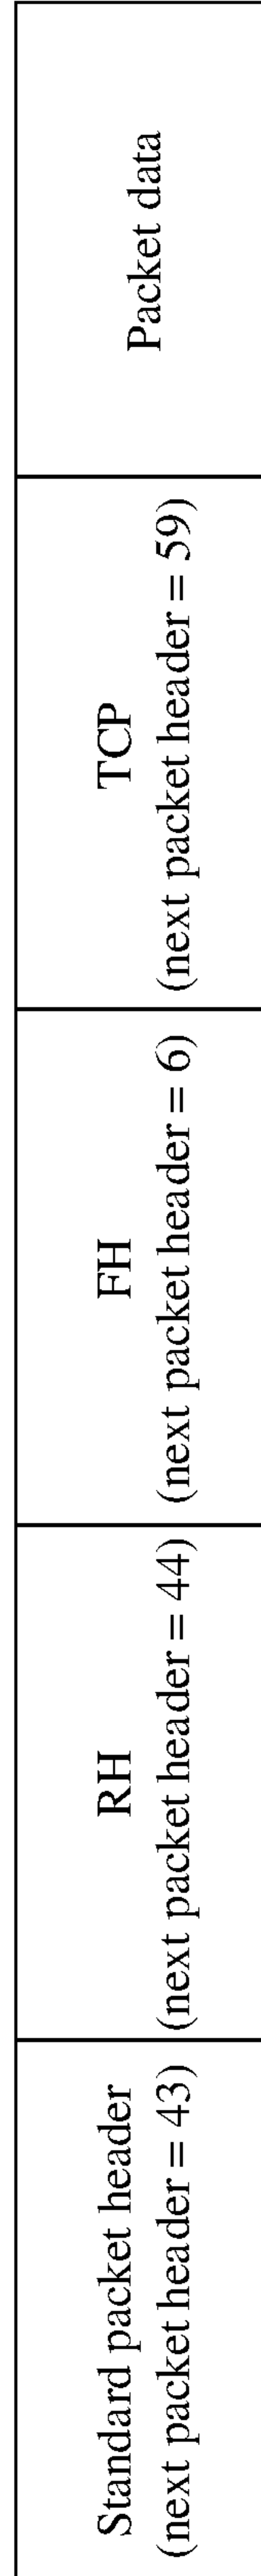 Standard packet header
(next packet header = 43)
RH
(next packet header = 44)
FH
(next packet header = 6)
TCP
(next packet header = 59)
Packet data